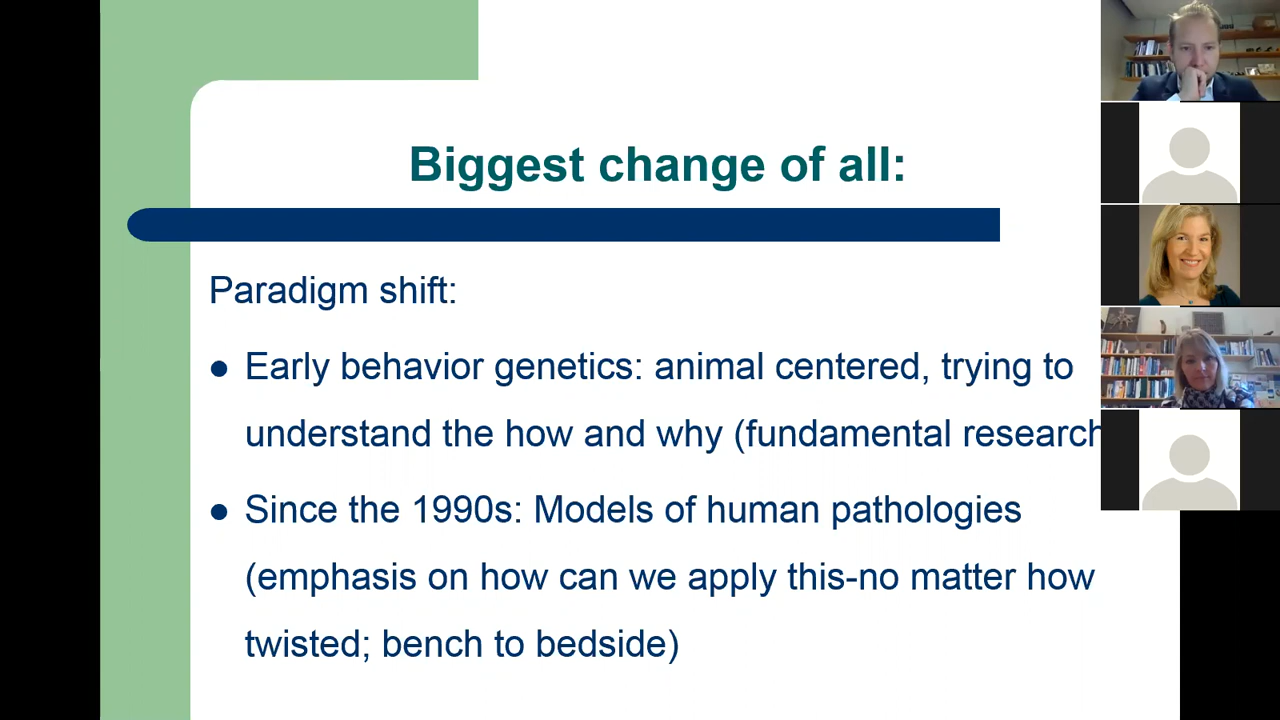 Biggest change of all:
Paradigm shift:
● Early behavior genetics: animal centered, trying to
understand the how and why (fundamental research
● Since the 1990s: Models of human pathologies
(emphasis on how can we apply this-no matter how
twisted; bench to bedside)